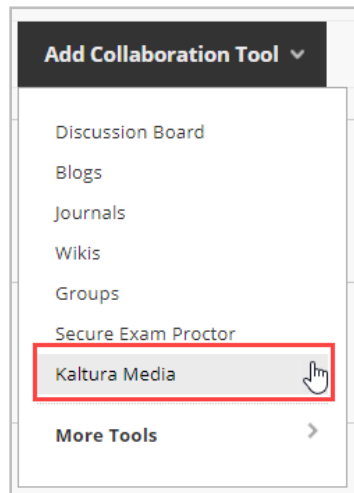 Add Collaboration Tool
Discussion Board
Blogs
Journals
Wikis
Groups
Secure Exam Proctor
Kaltura Media
More Tools